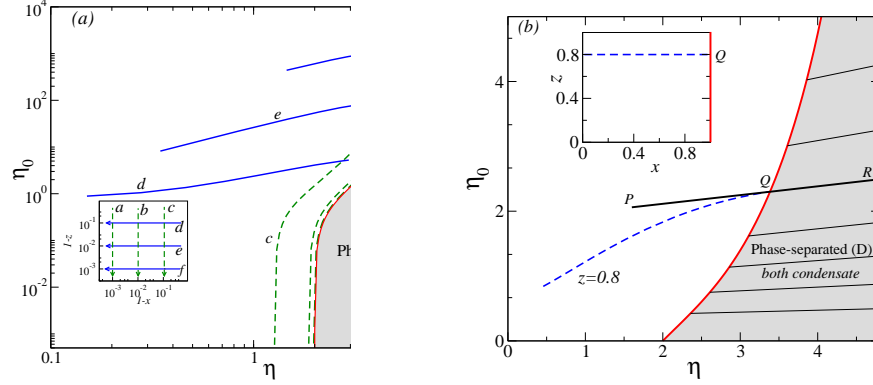 (a)
10^4
10^2
10^0
10^-2
η0
e
d
c
a b c
d
e
f
10^-1
10^-2
10^-3
1-z
10^-3 10^-2 10^-1
1-x
Ph
0.1 1
η
(b)
4
2
0
η0
0.8
0.4
0
z
0 0.4 0.8
x
Q
P
Q
R
z=0.8
Phase-separated (D)
both condensate
0 1 2 3 4
η